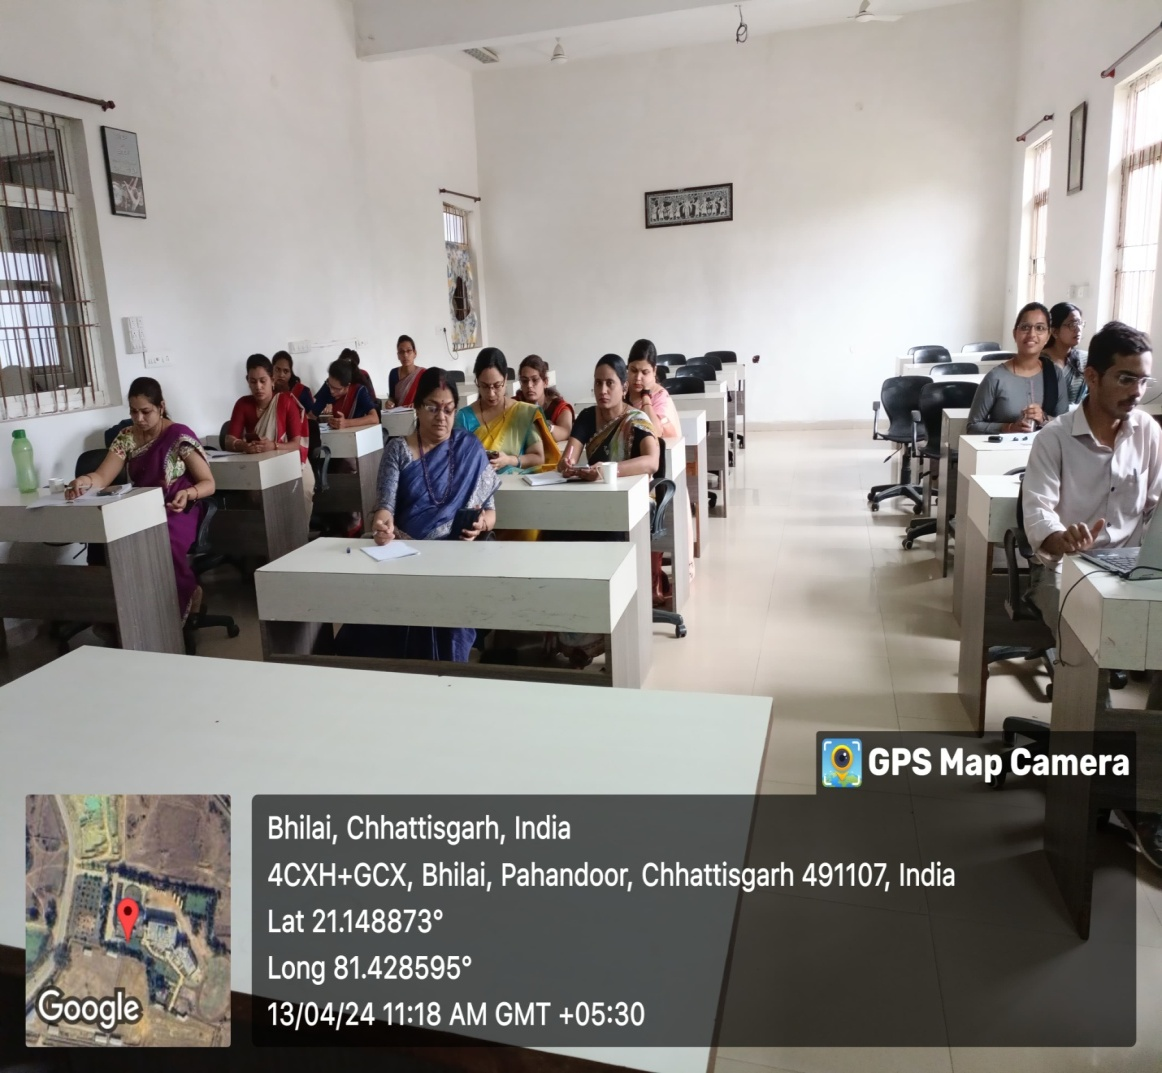 GPS Map Camera
Bhilai, Chhattisgarh, India
4CXH+GCX, Bhilai, Pahandoor, Chhattisgarh 491107, India
Lat 21.148873°
Long 81.428595°
13/04/24 11:18 AM GMT +05:30
Google